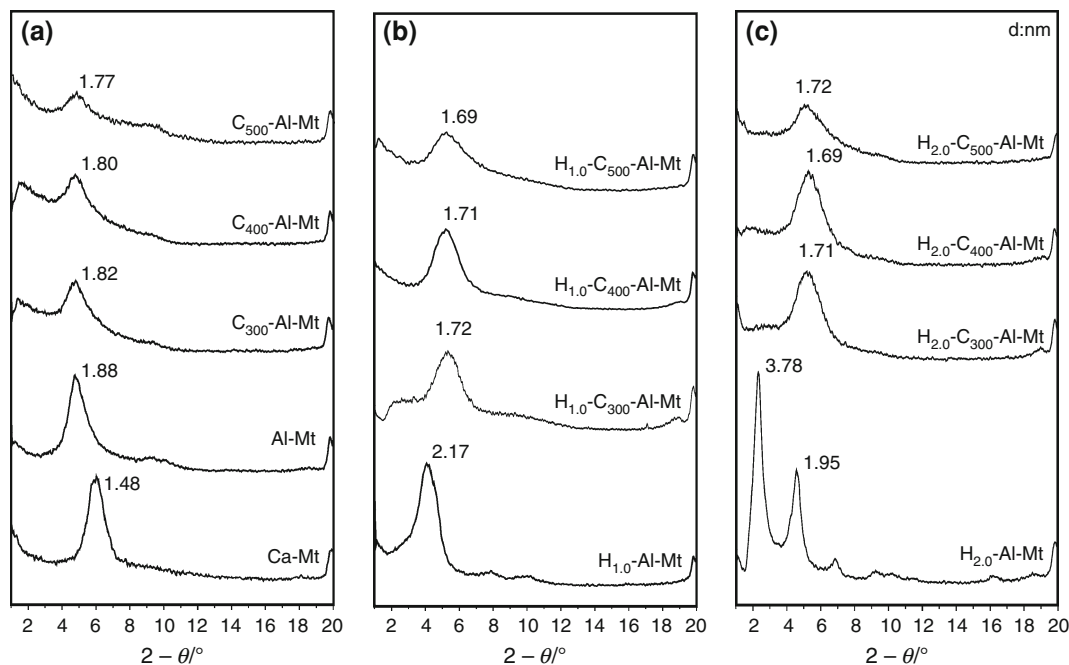 (a)
1.77
C500-Al-Mt
1.80
C400-Al-Mt
1.82
C300-Al-Mt
1.88
Al-Mt
1.48
Ca-Mt
2 4 6 8 10 12 14 16 18 20
2 – θ/°
(b)
1.69
H1.0-C500-Al-Mt
1.71
H1.0-C400-Al-Mt
1.72
H1.0-C300-Al-Mt
2.17
H1.0-Al-Mt
2 4 6 8 10 12 14 16 18 20
2 – θ/°
(c)
d:nm
1.72
H2.0-C500-Al-Mt
1.69
H2.0-C400-Al-Mt
1.71
H2.0-C300-Al-Mt
3.78
1.95
H2.0-Al-Mt
2 4 6 8 10 12 14 16 18 20
2 – θ/°